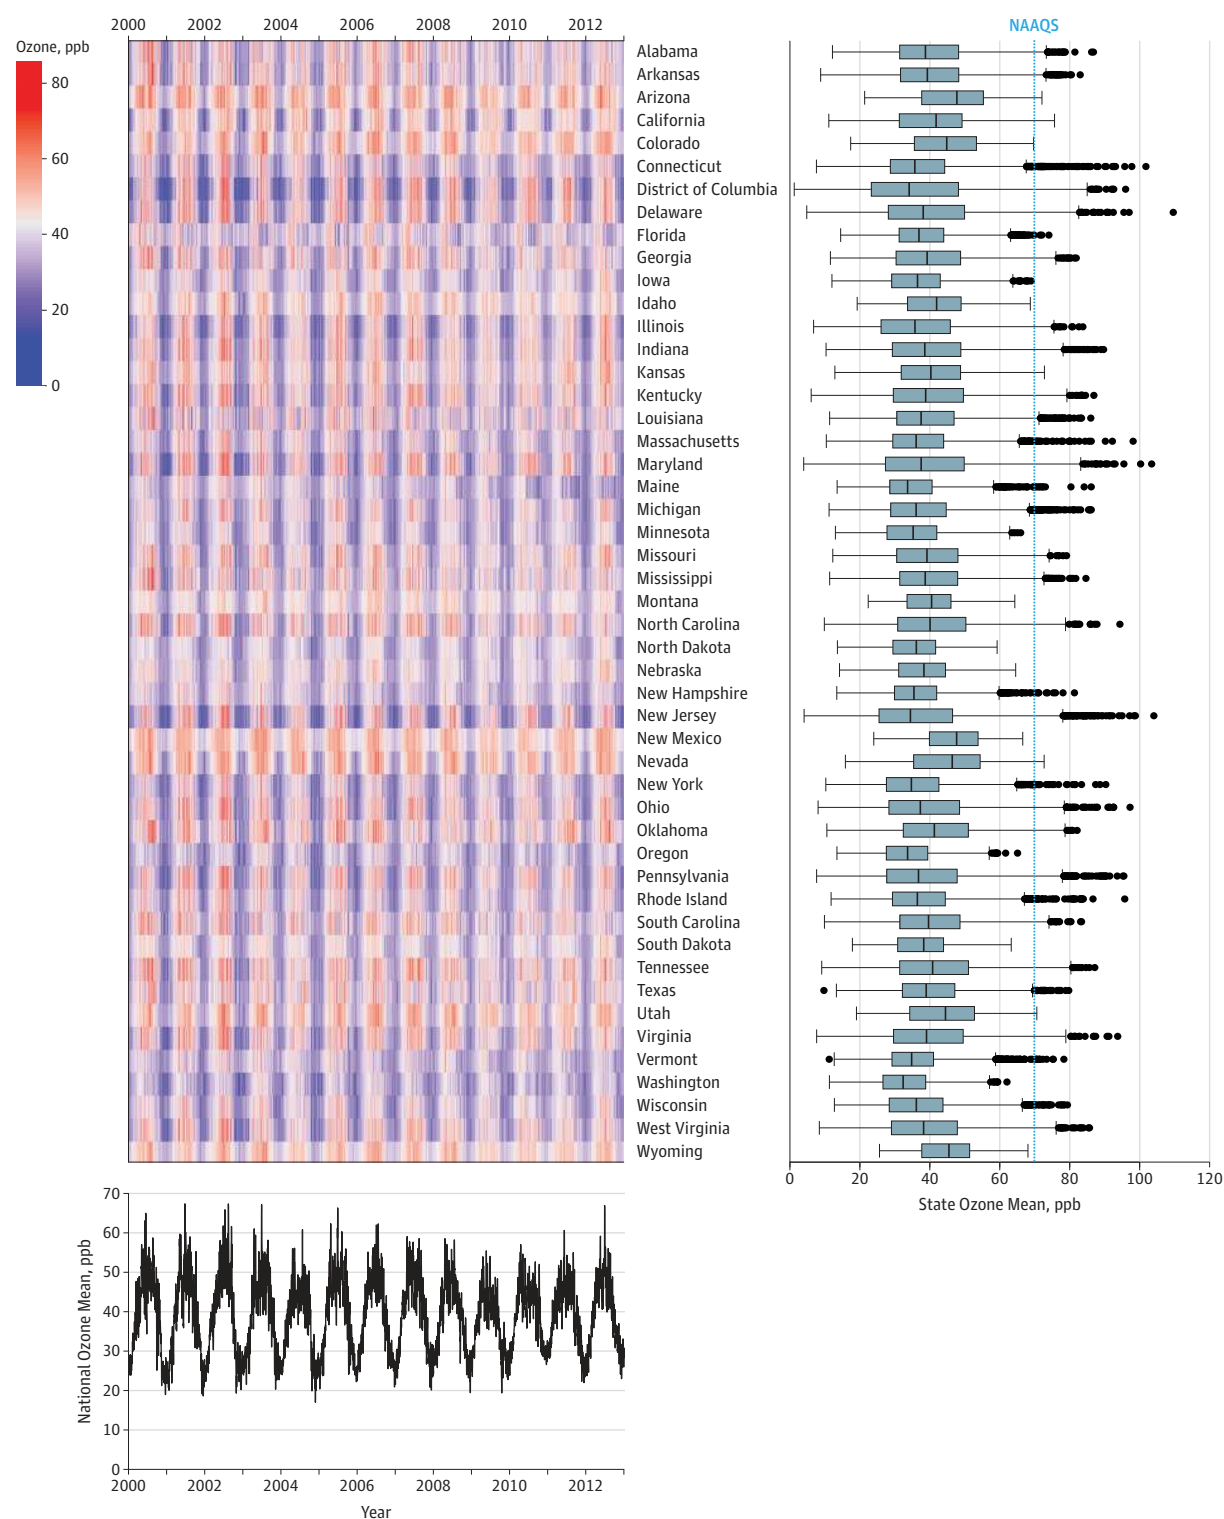 2000 2002 2004 2006 2008 2010 2012
NAAQS
Ozone, ppb
80
60
40
20
0
Alabama
Arkansas
Arizona
California
Colorado
Connecticut
District of Columbia
Delaware
Florida
Georgia
Iowa
Idaho
Illinois
Indiana
Kansas
Kentucky
Louisiana
Massachusetts
Maryland
Maine
Michigan
Minnesota
Missouri
Mississippi
Montana
North Carolina
North Dakota
Nebraska
New Hampshire
New Jersey
New Mexico
Nevada
New York
Ohio
Oklahoma
Oregon
Pennsylvania
Rhode Island
South Carolina
South Dakota
Tennessee
Texas
Utah
Virginia
Vermont
Washington
Wisconsin
West Virginia
Wyoming
0 20 40 60 80 100 120
State Ozone Mean, ppb
70
60
50
40
30
20
10
0
National Ozone Mean, ppb
2000 2002 2004 2006 2008 2010 2012
Year